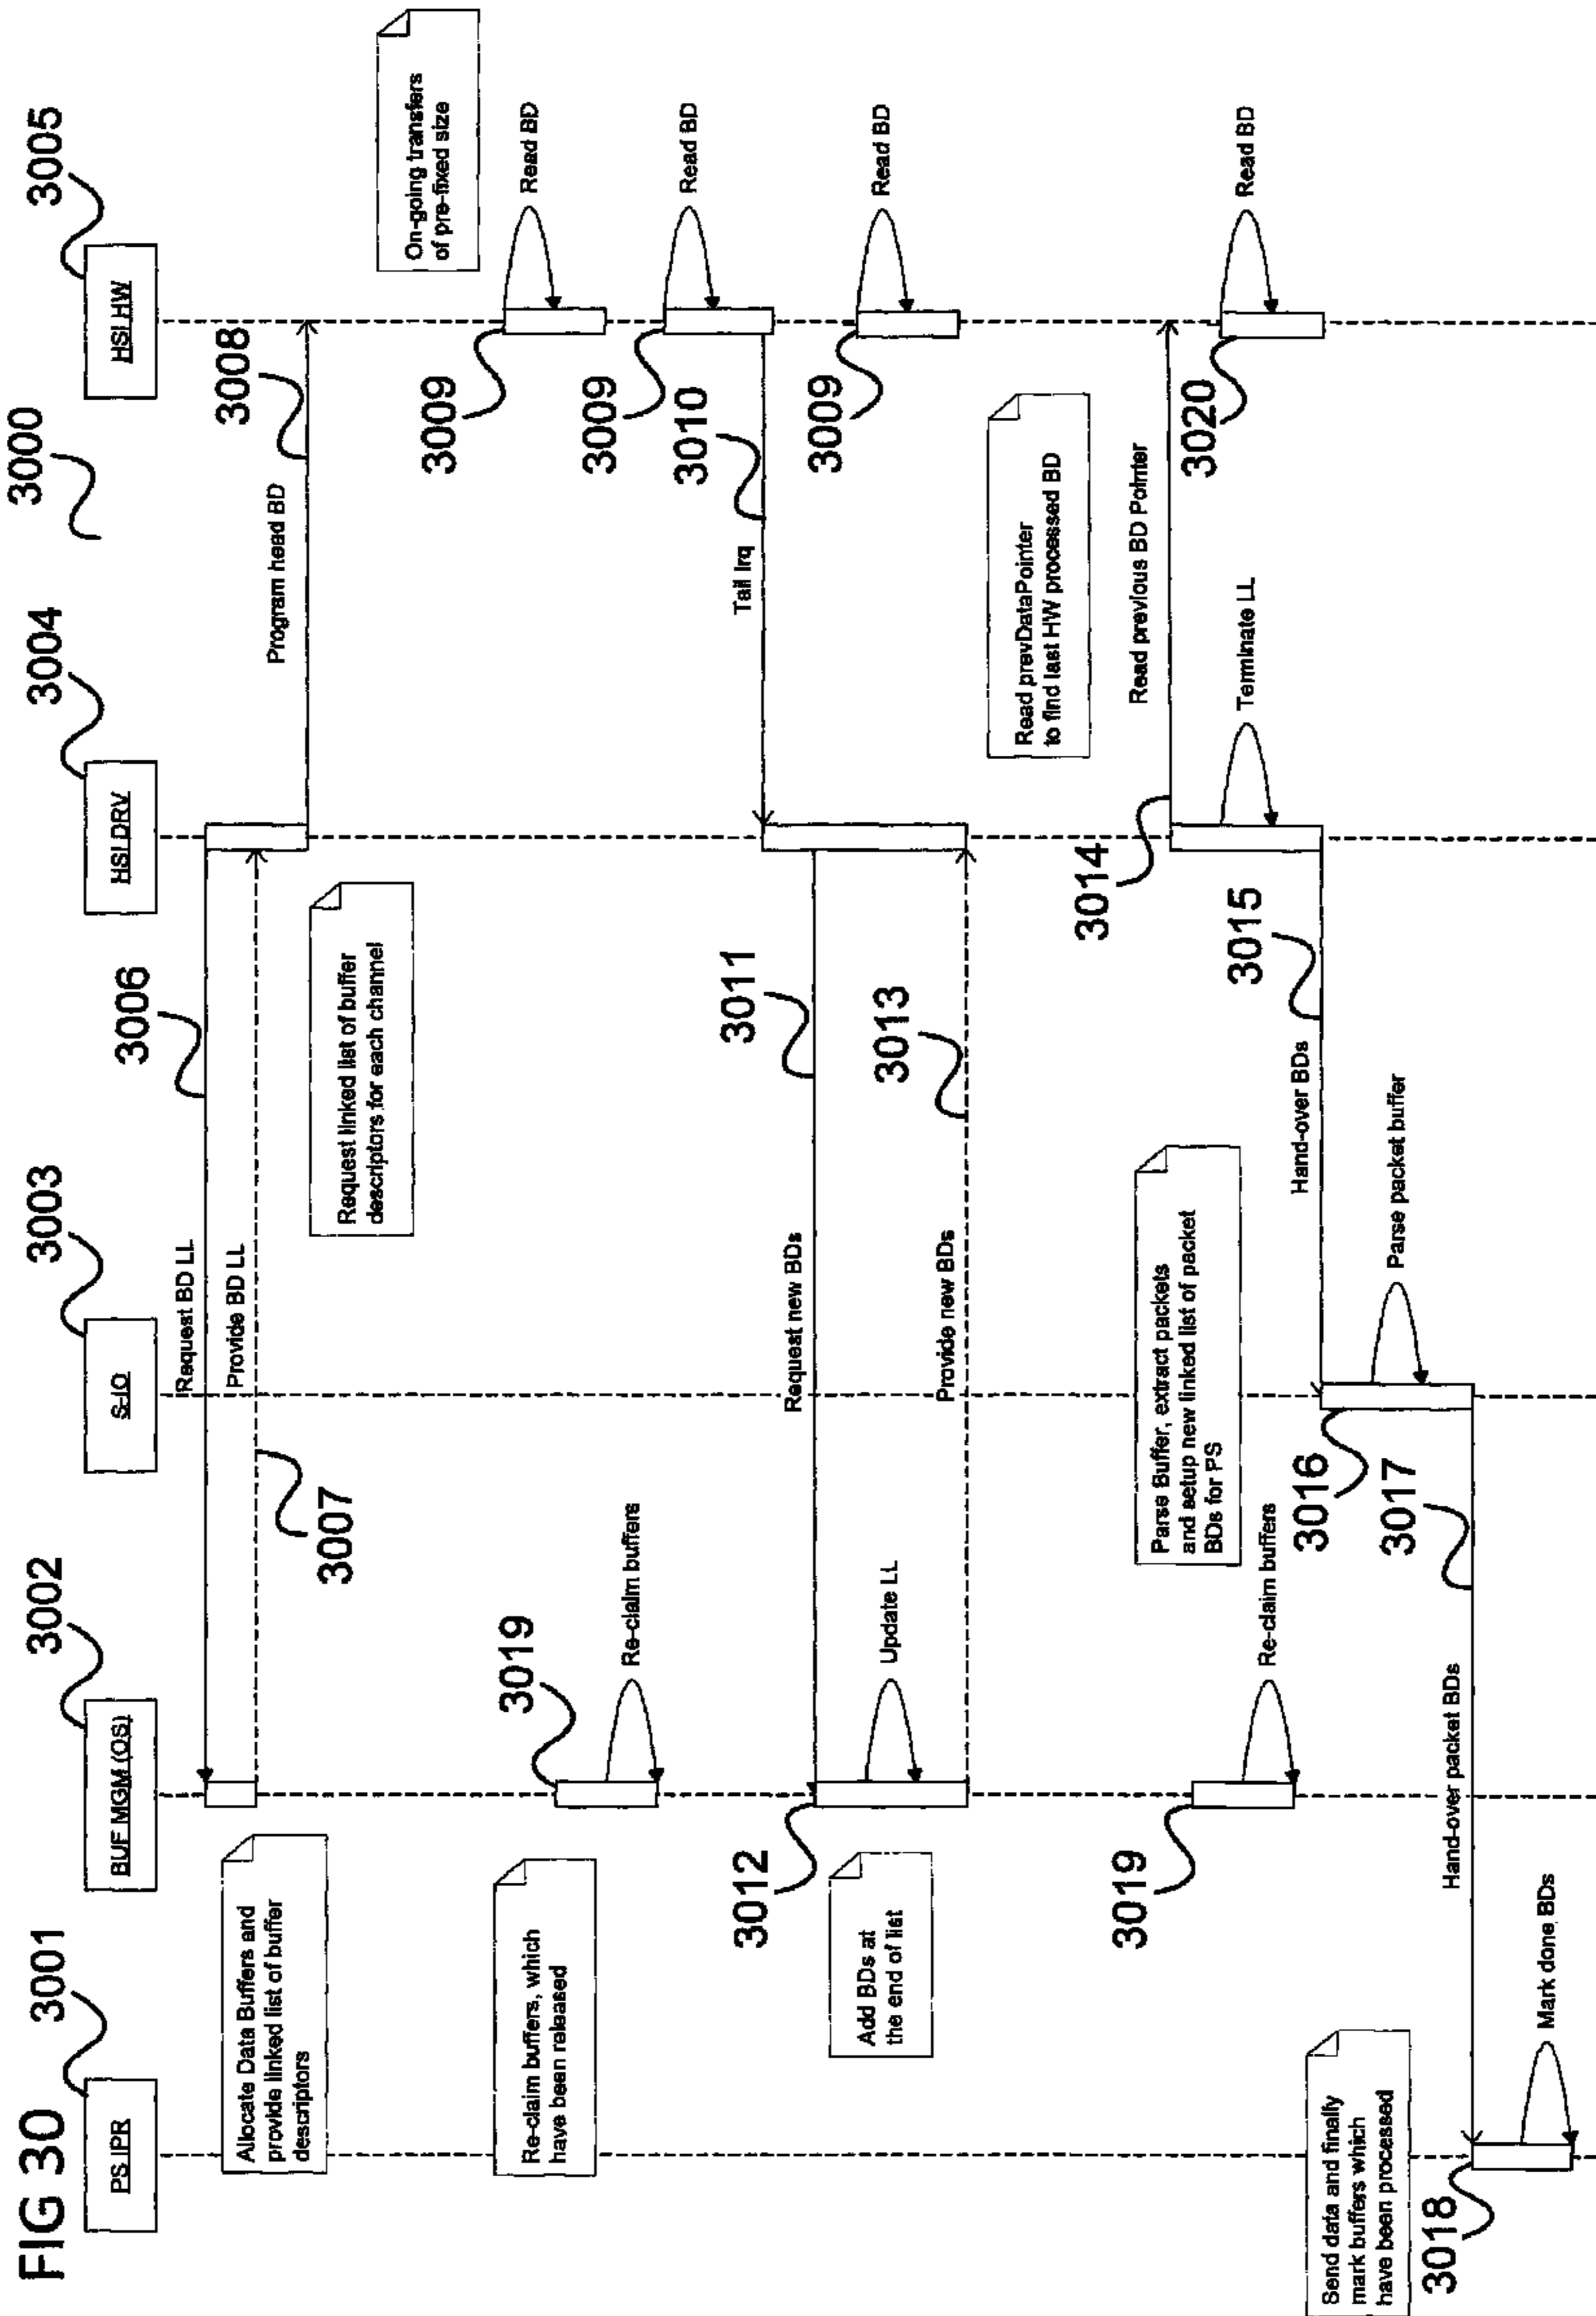 FIG 30
3000
3001
3002
3003
3004
3005
PS IPR
BUF MGM (OS)
S-IO
HSI DRV
HSI HW
Request BD LL
3006
Provide BD LL
3007
Allocate Data Buffers and
provide linked list of buffer
descriptors
Request linked list of buffer
descriptors for each channel
Program head BD
3008
On-going transfers
of pre-fixed size
3009
Read BD
Re-claim buffers, which
have been released
3019
Re-claim buffers
3009
Read BD
Tail Irq
3010
Request new BDs
3011
3012
Add BDs at
the end of list
Update LL
3009
Read BD
Provide new BDs
3013
Read prevDataPointer
to find last HW processed BD
Read previous BD Pointer
3014
3019
Re-claim buffers
Terminate LL
3020
Read BD
Parse Buffer, extract packets
and setup new linked list of packet
BDs for PS
Hand-over BDs
3015
3016
Parse packet buffer
Hand-over packet BDs
3017
Send data and finally
mark buffers which
have been processed
3018
Mark done BDs